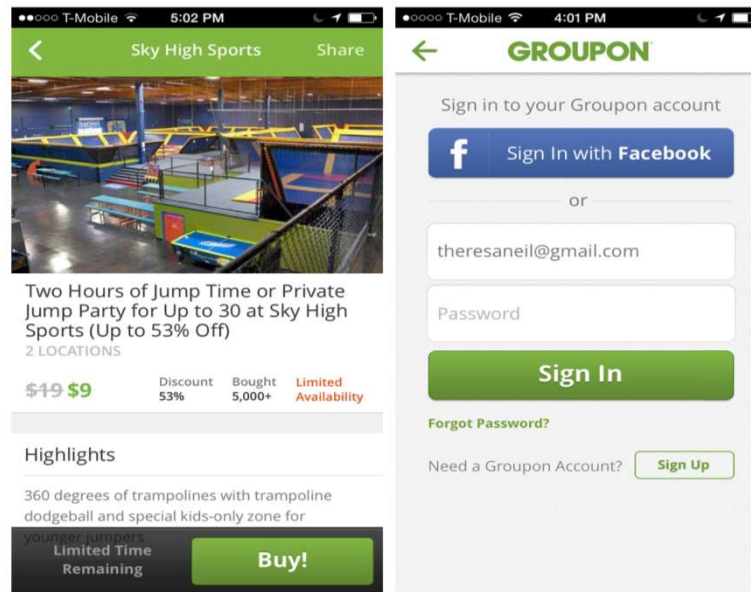 T-Mobile 5:02 PM
Sky High Sports Share
Two Hours of Jump Time or Private
Jump Party for Up to 30 at Sky High
Sports (Up to 53% Off)
2 LOCATIONS
$19 $9
Discount Bought Limited
53% 5,000+ Availability
Highlights
360 degrees of trampolines with trampoline
dodgeball and special kids-only zone for
younger jumpers
Limited Time
Remaining
Buy!
T-Mobile 4:01 PM
GROUPON
Sign in to your Groupon account
f Sign In with Facebook
or
theresaneil@gmail.com
Password
Sign In
Forgot Password?
Need a Groupon Account? Sign Up